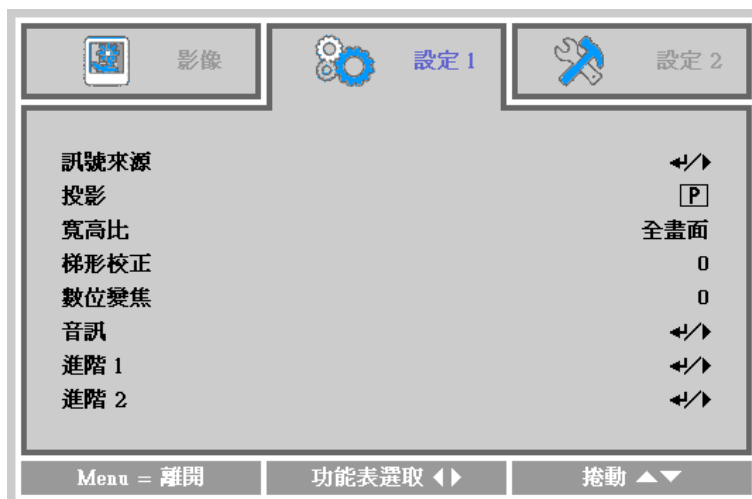 影像 設定 1 設定 2
訊號來源 ↵/▶
投影 P
寬高比 全畫面
梯形校正 0
數位變焦 0
音訊 ↵/▶
進階 1 ↵/▶
進階 2 ↵/▶
Menu = 離開 功能表選取 ◀▶ 捲動 ▲▼